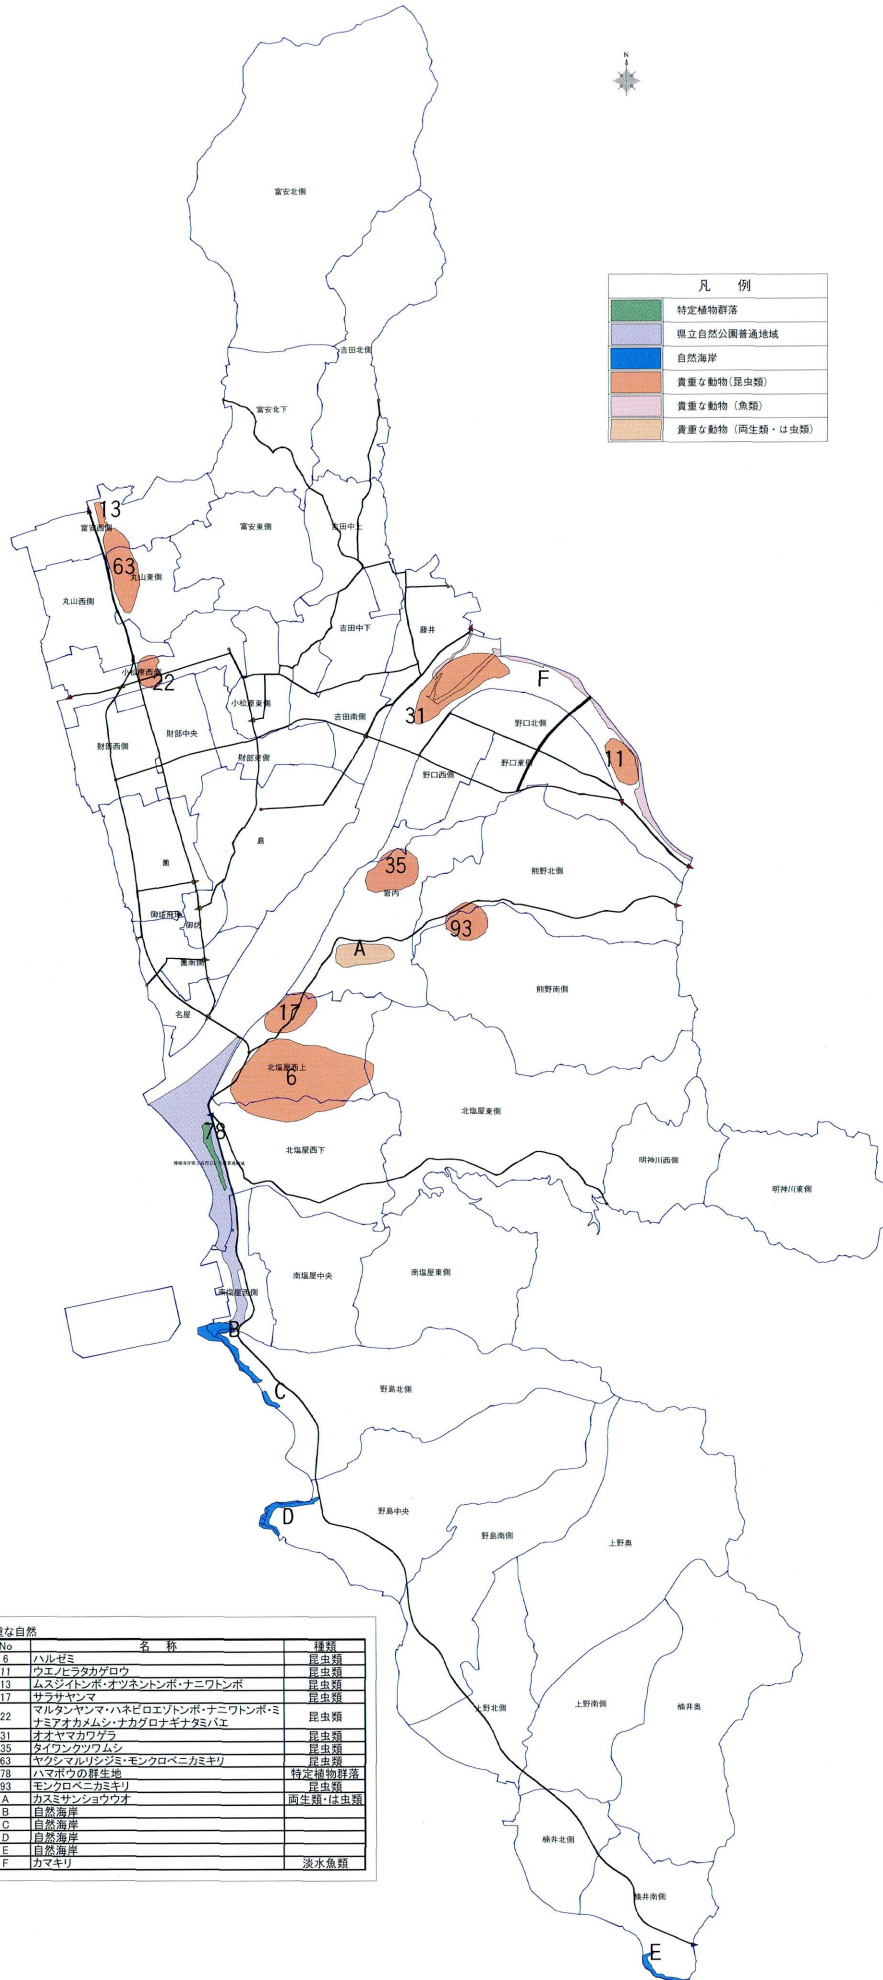 N
富安北側
凡 例
特定植物群落
県立自然公園普通地域
自然海岸
貴重な動物(昆虫類)
貴重な動物(魚類)
貴重な動物(両生類・は虫類)
吉田北側
富安北下
13
富安西側
富安東側
吉田中上
63
丸山東側
丸山西側
吉田中下
藤井
小松原西側
22
F
小松原東側
31
吉田南側
野口北側
財部西側
財部中央
財部東側
野口東側
11
野口西側
島
薗
35
岩内
熊野北側
御坊
93
A
薗南側
熊野南側
名屋
17
北塩屋西上
6
北塩屋東側
78
北塩屋西下
明神川西側
明神川東側
南塩屋中央
南塩屋東側
南塩屋西側
B
C
野島北側
D
野島中央
野島南側
上野奥
上野北側
上野南側
楠井奥
楠井北側
楠井南側
E
重な自然
No 名 称 種類
6 ハルゼミ 昆虫類
11 ウエノヒラタカゲロウ 昆虫類
13 ムスジイトンボ・オツネントンボ・ナニワトンボ 昆虫類
17 サラサヤンマ 昆虫類
22 マルタンヤンマ・ハネビロエゾトンボ・ナニワトンボ・ミ
ナミアオカメムシ・ナカグロナギナタミバエ 昆虫類
31 オオヤマカワゲラ 昆虫類
35 タイワンクツワムシ 昆虫類
63 ヤクシマルリシジミ・モンクロベニカミキリ 昆虫類
78 ハマボウの群生地 特定植物群落
93 モンクロベニカミキリ 昆虫類
A カスミサンショウウオ 両生類・は虫類
B 自然海岸
C 自然海岸
D 自然海岸
E 自然海岸
F カマキリ 淡水魚類